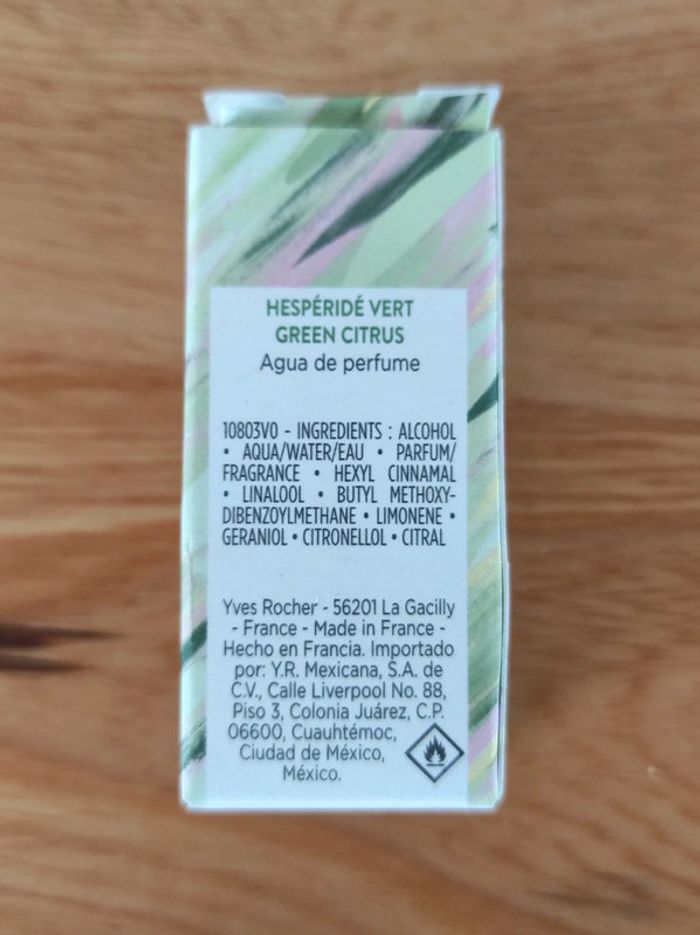 HESPÉRIDÉ VERT
GREEN CITRUS
Agua de perfume
10803V0 - INGREDIENTS : ALCOHOL
• AQUA/WATER/EAU • PARFUM/
FRAGRANCE • HEXYL CINNAMAL
• LINALOOL • BUTYL METHOXY-
DIBENZOYLMETHANE • LIMONENE •
GERANIOL • CITRONELLOL • CITRAL
Yves Rocher - 56201 La Gacilly
- France - Made in France -
Hecho en Francia. Importado
por: Y.R. Mexicana, S.A. de
C.V., Calle Liverpool No. 88,
Piso 3, Colonia Juárez, C.P.
06600, Cuauhtémoc,
Ciudad de México,
México.